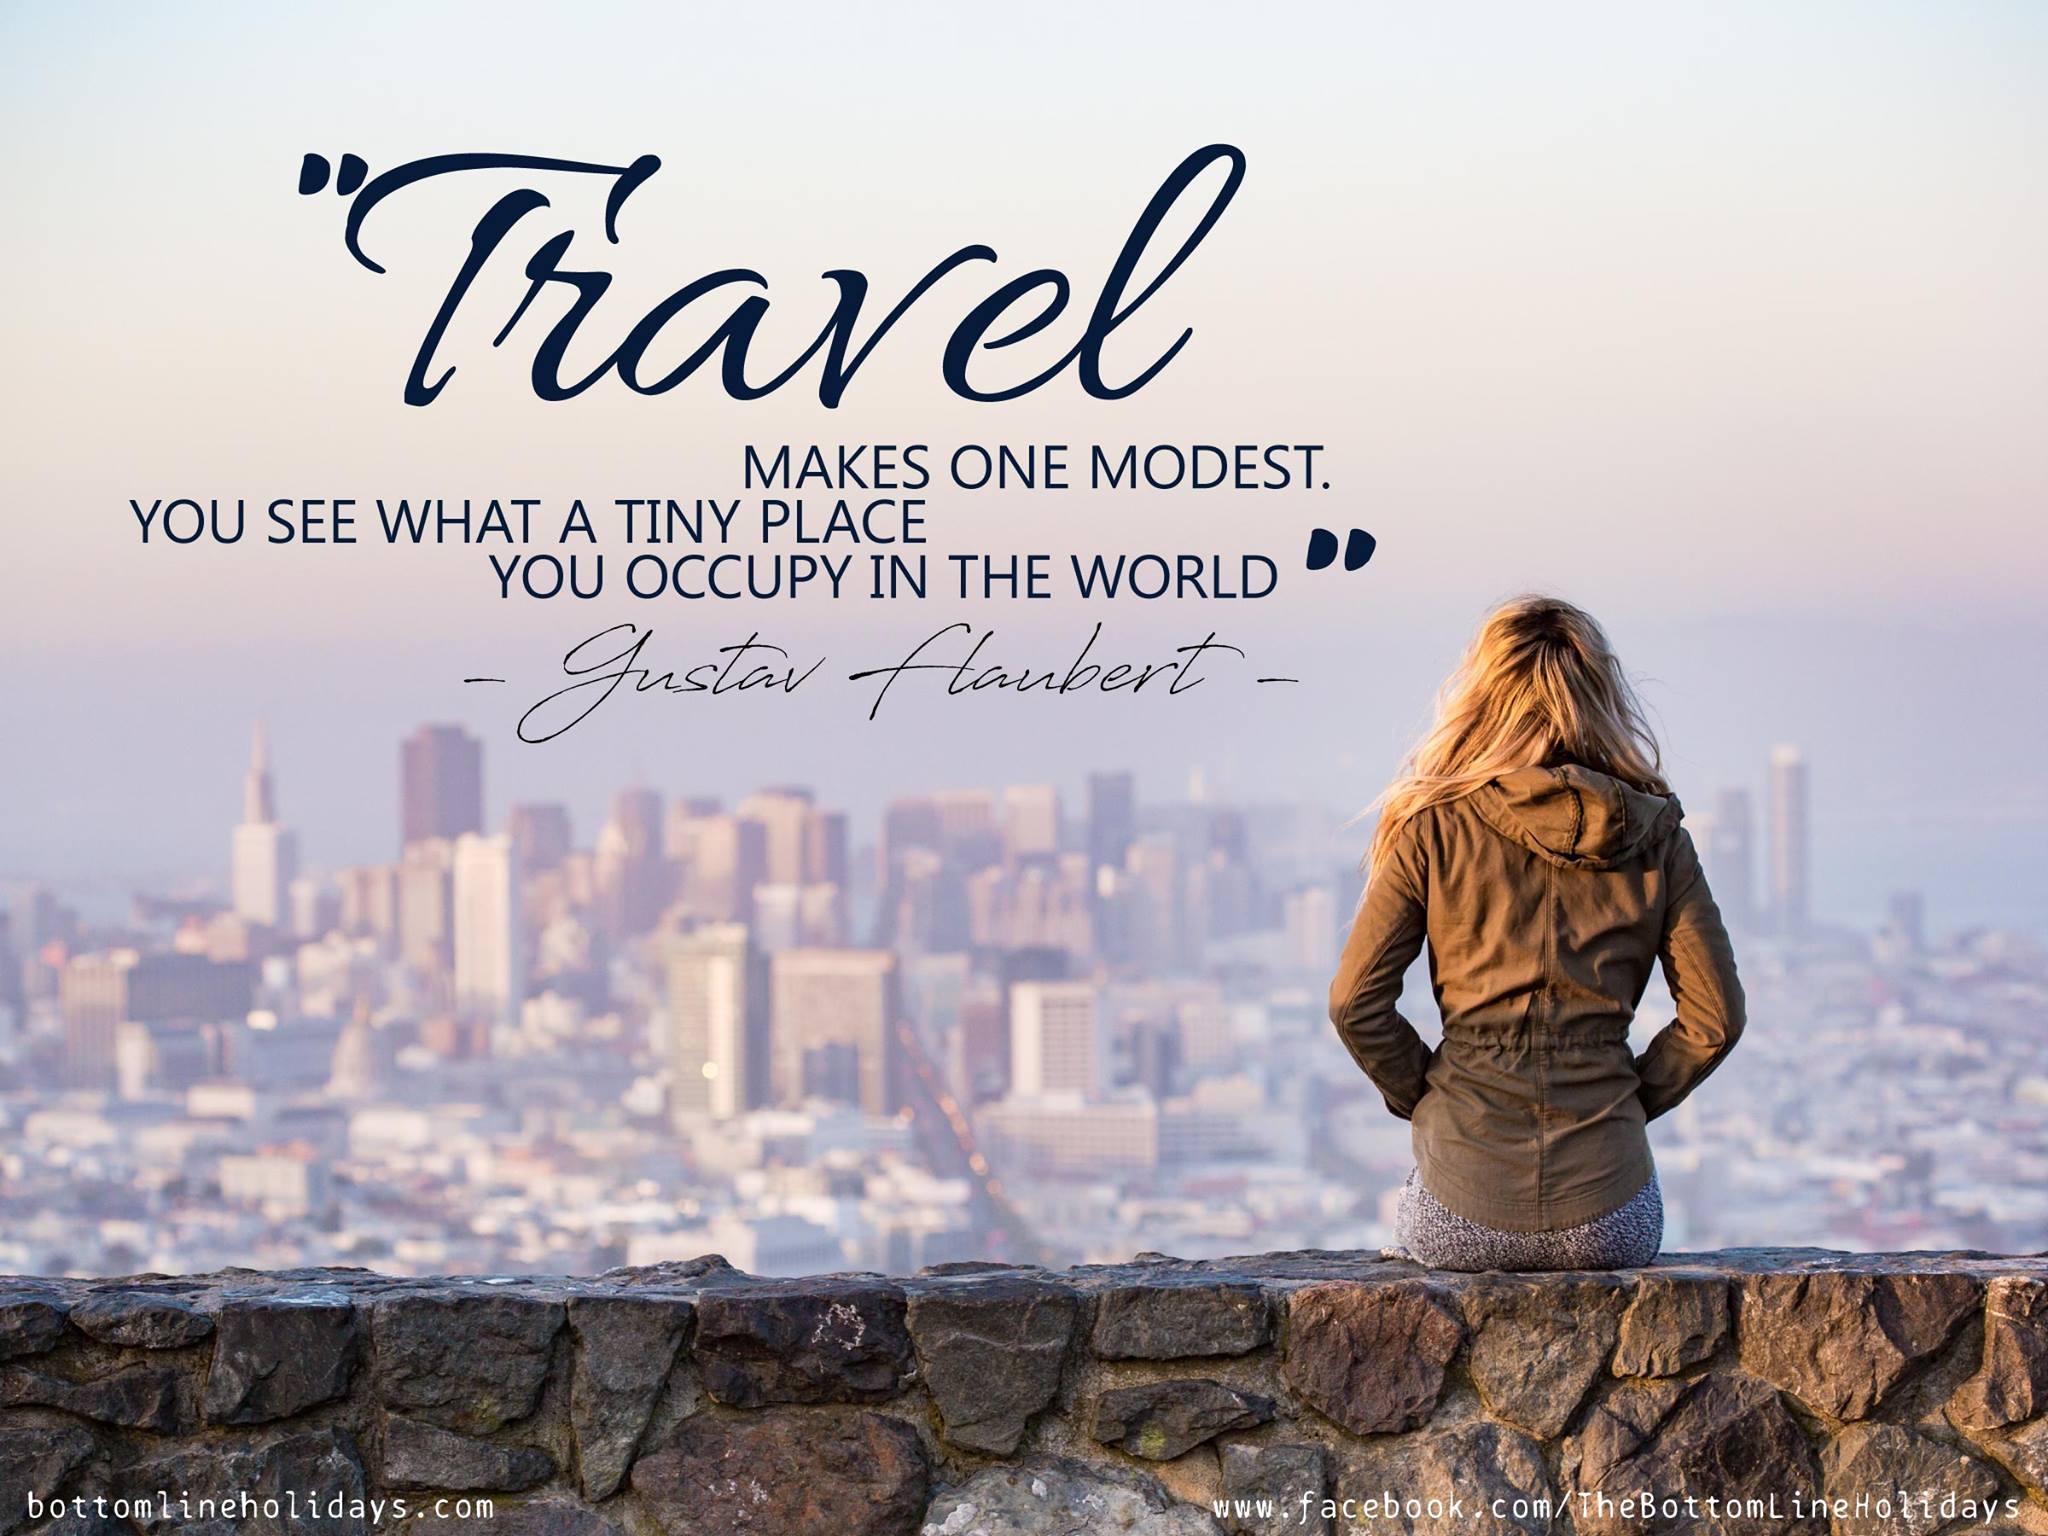 "Travel
MAKES ONE MODEST.
YOU SEE WHAT A TINY PLACE
YOU OCCUPY IN THE WORLD"
- Gustav Flaubert -
bottomlineholidays.com
www.facebook.com/TheBottomLineHolidays